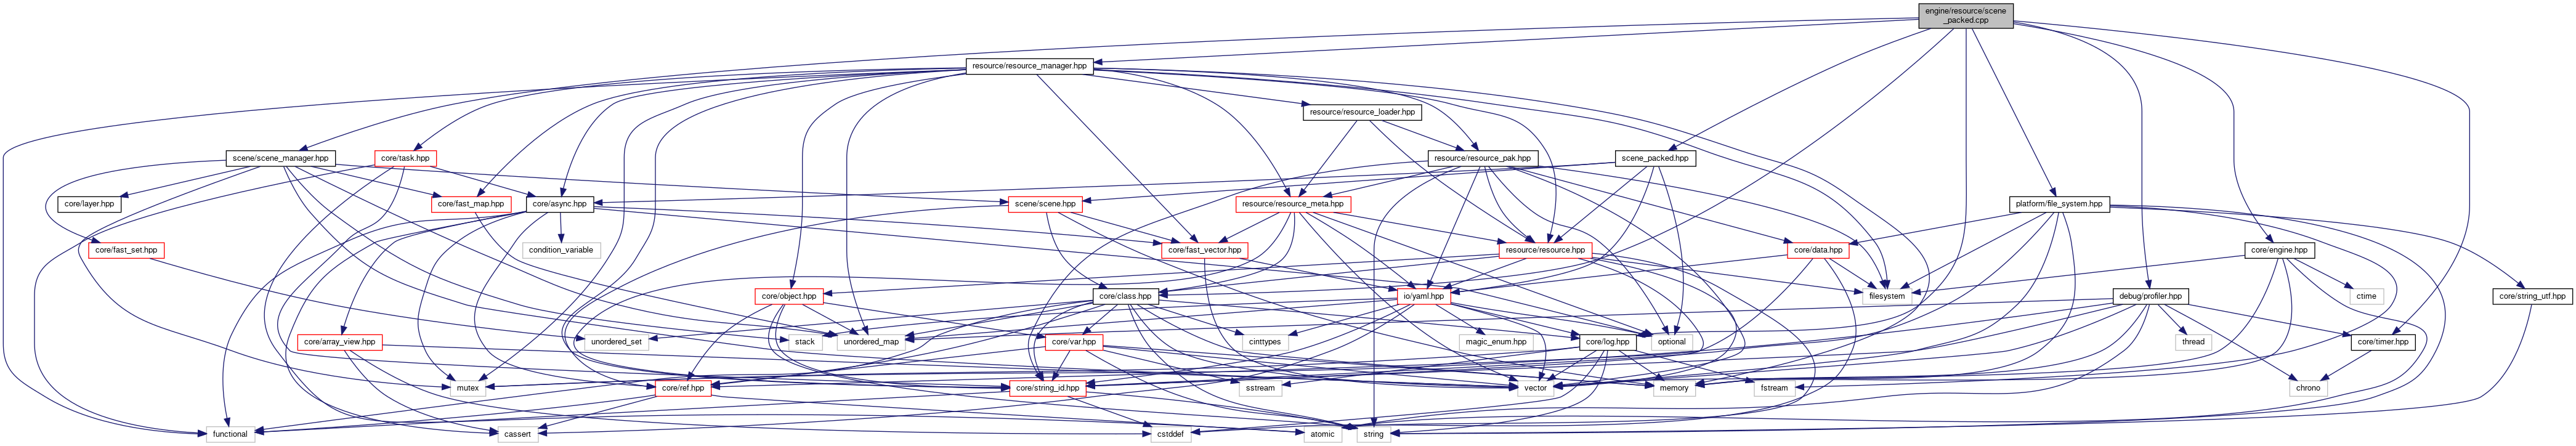 engine/resource/scene
_packed.cpp
resource/resource_manager.hpp
resource/resource_loader.hpp
scene/scene_manager.hpp
core/task.hpp
resource/resource_pak.hpp
scene_packed.hpp
core/layer.hpp
core/fast_map.hpp
core/async.hpp
scene/scene.hpp
resource/resource_meta.hpp
platform/file_system.hpp
core/fast_set.hpp
condition_variable
core/fast_vector.hpp
resource/resource.hpp
core/data.hpp
core/engine.hpp
core/object.hpp
core/class.hpp
io/yaml.hpp
filesystem
debug/profiler.hpp
ctime
core/string_utf.hpp
core/array_view.hpp
unordered_set
stack
unordered_map
core/var.hpp
cinttypes
magic_enum.hpp
core/log.hpp
optional
thread
core/timer.hpp
mutex
core/ref.hpp
core/string_id.hpp
sstream
vector
memory
fstream
chrono
functional
cassert
cstddef
atomic
string